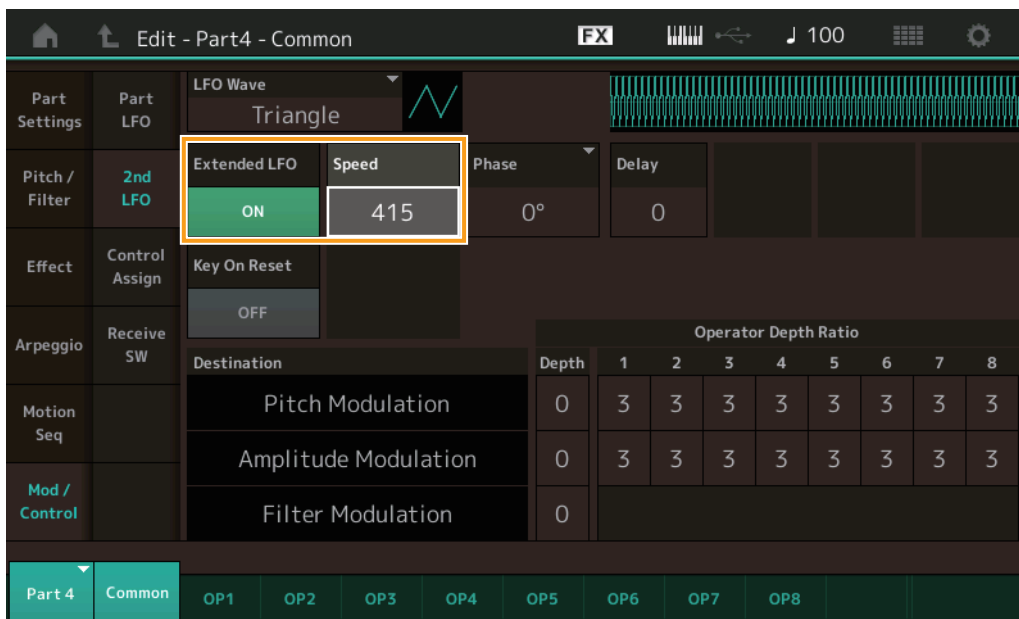 Edit - Part4 - Common FX ♩ 100
Part Settings
Part LFO
LFO Wave
Triangle
Pitch / Filter
2nd LFO
Extended LFO
ON
Speed
415
Phase
0°
Delay
0
Effect
Control Assign
Key On Reset
OFF
Arpeggio
Receive SW
Operator Depth Ratio
Destination Depth 1 2 3 4 5 6 7 8
Motion Seq
Pitch Modulation 0 3 3 3 3 3 3 3 3
Amplitude Modulation 0 3 3 3 3 3 3 3 3
Mod / Control
Filter Modulation 0
Part 4 Common OP1 OP2 OP3 OP4 OP5 OP6 OP7 OP8